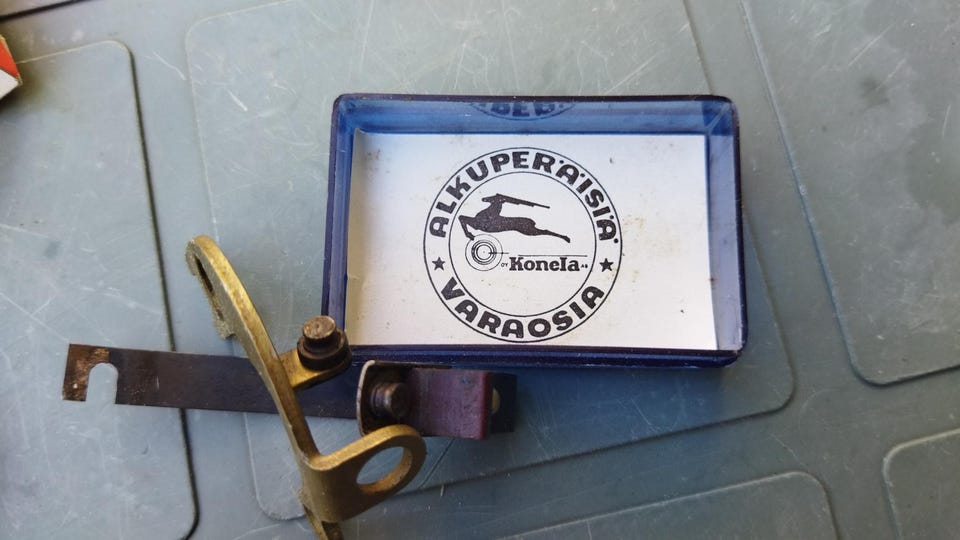 ALKUPERÄISIÄ
OY Konela AB
VARAOSIA